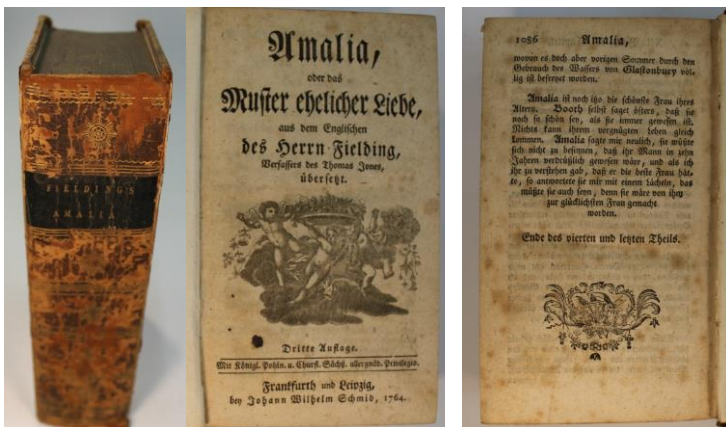 FIELDINGS
AMALIA
Amalia,
oder das
Muster ehelicher Liebe,
aus dem Englischen
des Herrn Fielding,
Verfassers des Thomas Jones,
übersetzt.
Dritte Auflage.
Mit Königl. Pohln. u. Churfl. Sächß. allergnäd. Privilegio.
Frankfurth und Leipzig,
bey Johann Wilhelm Schmid, 1764.
1086 Amalia,
wovon es doch aber vorigen Sommer durch den
Gebrauch des Wassers von Glastonbury völ-
lig ist befreyet worden.
Amalia ist noch itzo die schönste Frau ihres
Alters. Booth selbst saget öfters, daß sie
noch so schön sey, als sie immer gewesen ist.
Nichts kann ihrem vergnügten Leben gleich
kommen. Amalia sagte mir neulich, sie wüßte
sich nicht zu besinnen, daß ihr Mann in zehn
Jahren verdrüßlich gewesen wäre, und als ich
ihr zu verstehen gab, daß er die beste Frau hät-
te, so antwortete sie mir mit einem Lächeln, das
müßte sie auch seyn, denn sie wäre von ihm
zur glücklichsten Frau gemacht
worden.
Ende des vierten und letzten Theils.